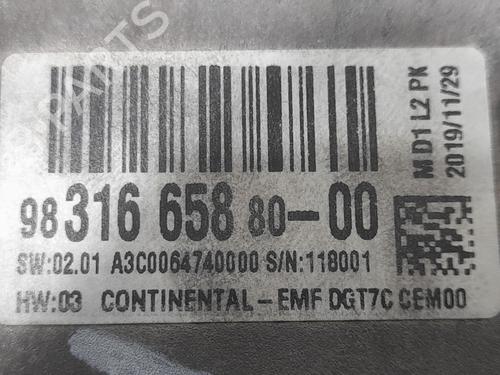 PARTS
98 316 658 80-00
SW:02.01 A3C0064740000 S/N:118001
HW:03 CONTINENTAL-EMF DGT7C CEM00
M D1 L2 PK
2019/11/29